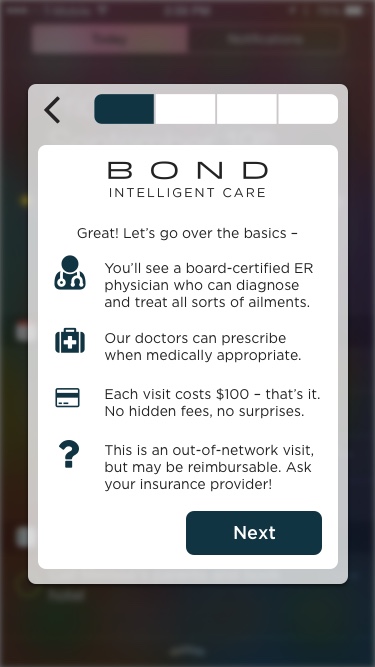 Today Notifications
BOND
INTELLIGENT CARE
Great! Let's go over the basics –
You'll see a board-certified ER
physician who can diagnose
and treat all sorts of ailments.
Our doctors can prescribe
when medically appropriate.
Each visit costs $100 – that's it.
No hidden fees, no surprises.
This is an out-of-network visit,
but may be reimbursable. Ask
your insurance provider!
Next